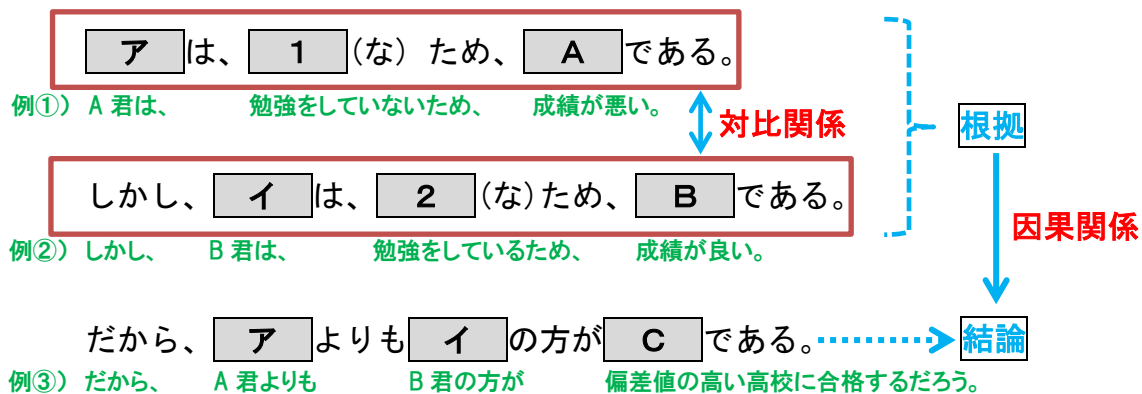 アは、1(な)ため、Aである。
例①)A君は、 勉強をしていないため、 成績が悪い。
対比関係
根拠
しかし、イは、2(な)ため、Bである。
因果関係
例②)しかし、 B君は、 勉強をしているため、 成績が良い。
だから、アよりもイの方がCである。
結論
例③)だから、 A君よりも B君の方が 偏差値の高い高校に合格するだろう。